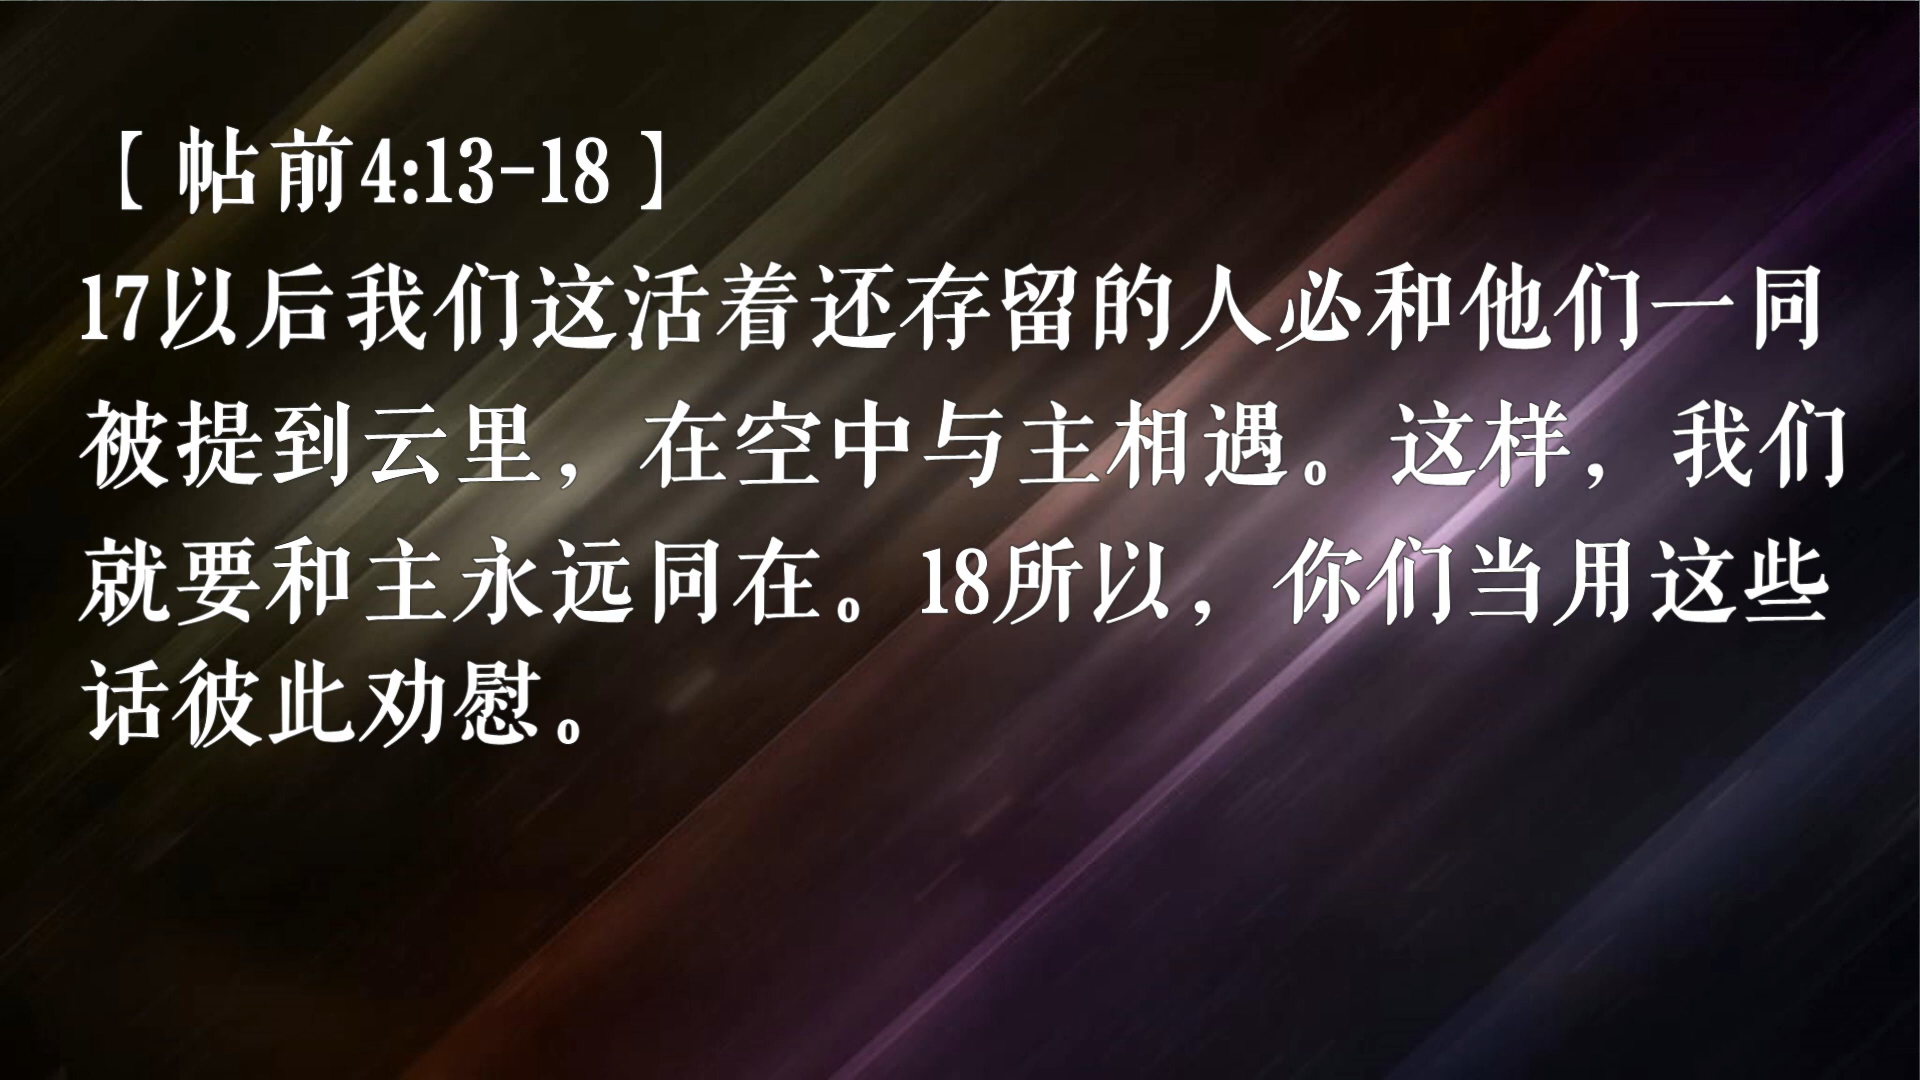 【帖前4:13-18】
17以后我们这活着还存留的人必和他们一同
被提到云里，在空中与主相遇。这样，我们
就要和主永远同在。18所以，你们当用这些
话彼此劝慰。